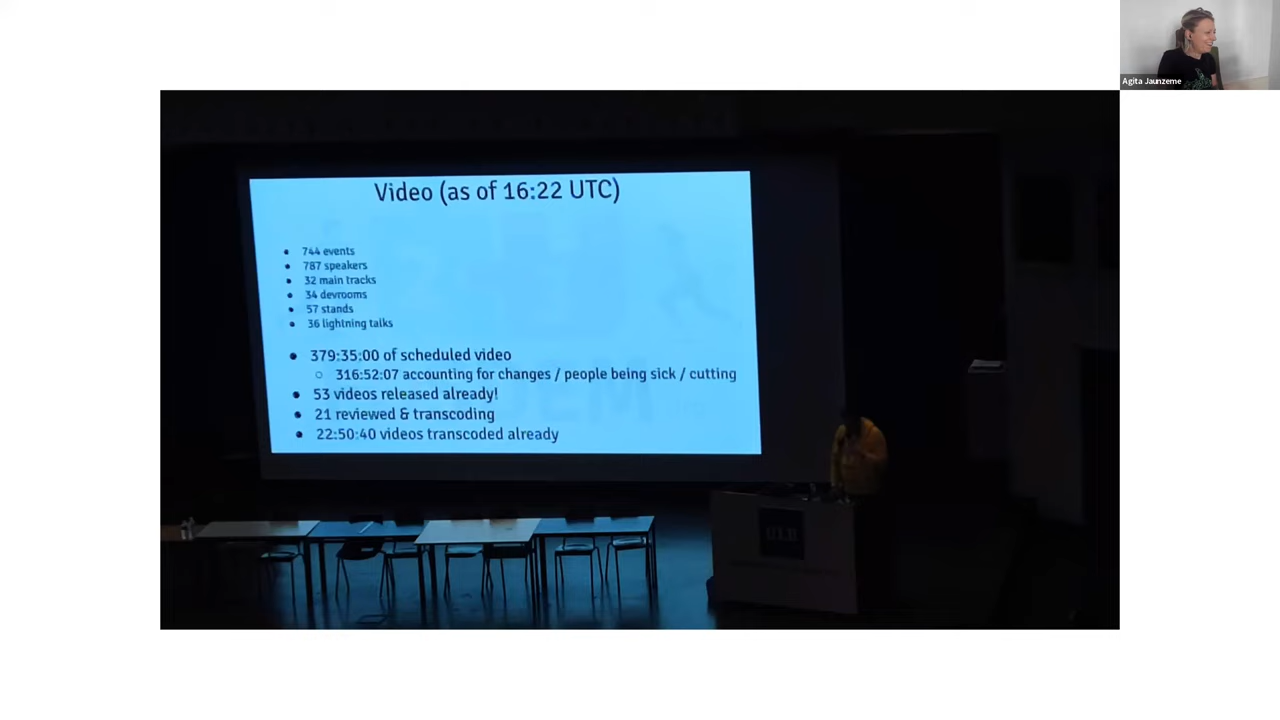 Agita Jaunzeme
Video (as of 16:22 UTC)
• 744 events
• 787 speakers
• 32 main tracks
• 34 devrooms
• 57 stands
• 36 lightning talks
• 379:35:00 of scheduled video
○ 316:52:07 accounting for changes / people being sick / cutting
• 53 videos released already!
• 21 reviewed & transcoding
• 22:50:40 videos transcoded already
ULB